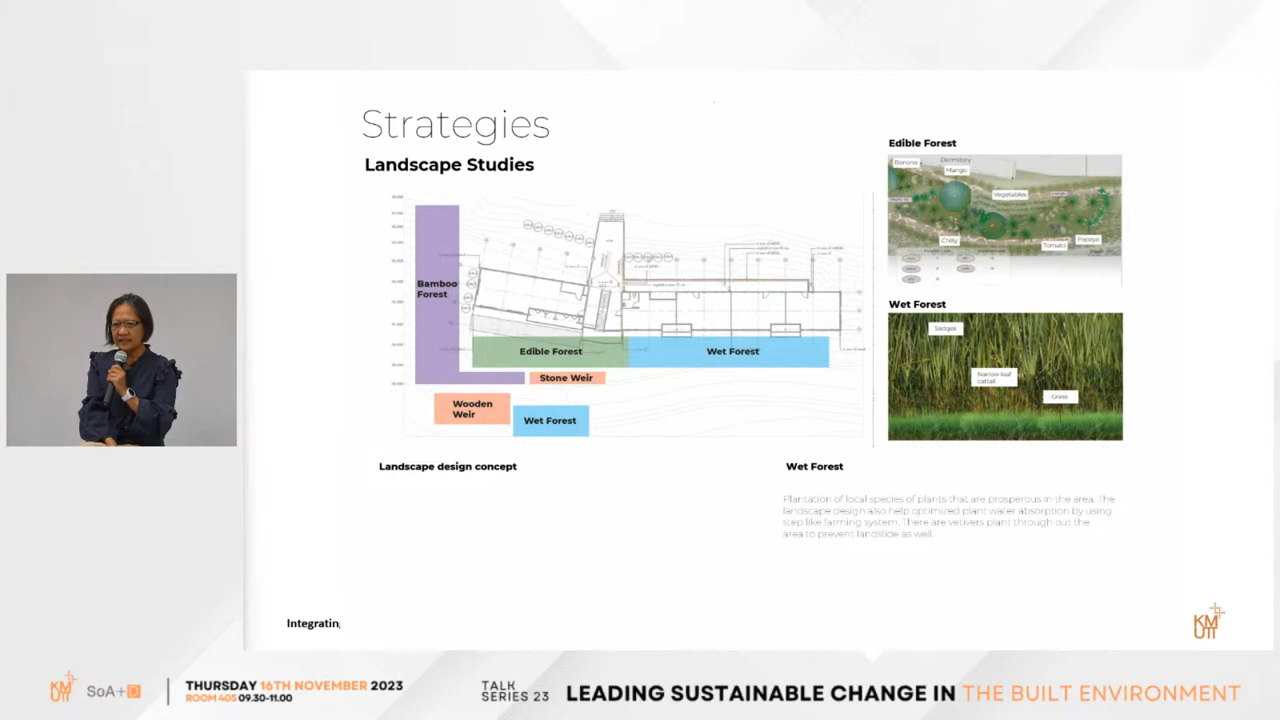 Strategies
Landscape Studies
Bamboo
Forest
Edible Forest
Wet Forest
Stone Weir
Wooden
Weir
Wet Forest
Landscape design concept
Edible Forest
Banana
Dormitory
Mango
Vegetables
Chilly
Tomato
Papaya
Wet Forest
Sedges
Narrow leaf
cattail
Grass
Wet Forest
Plantation of local species of plants that are prosperous in the area. The
landscape design also help optimized plant water absorption by using
step like farming system. There are vetivers plant through out the
area to prevent landslide as well.
Integratin
KM
UTT
KM
UTT
SoA+D
THURSDAY 16TH NOVEMBER 2023
ROOM 405 09.30-11.00
TALK
SERIES 23
LEADING SUSTAINABLE CHANGE IN THE BUILT ENVIRONMENT